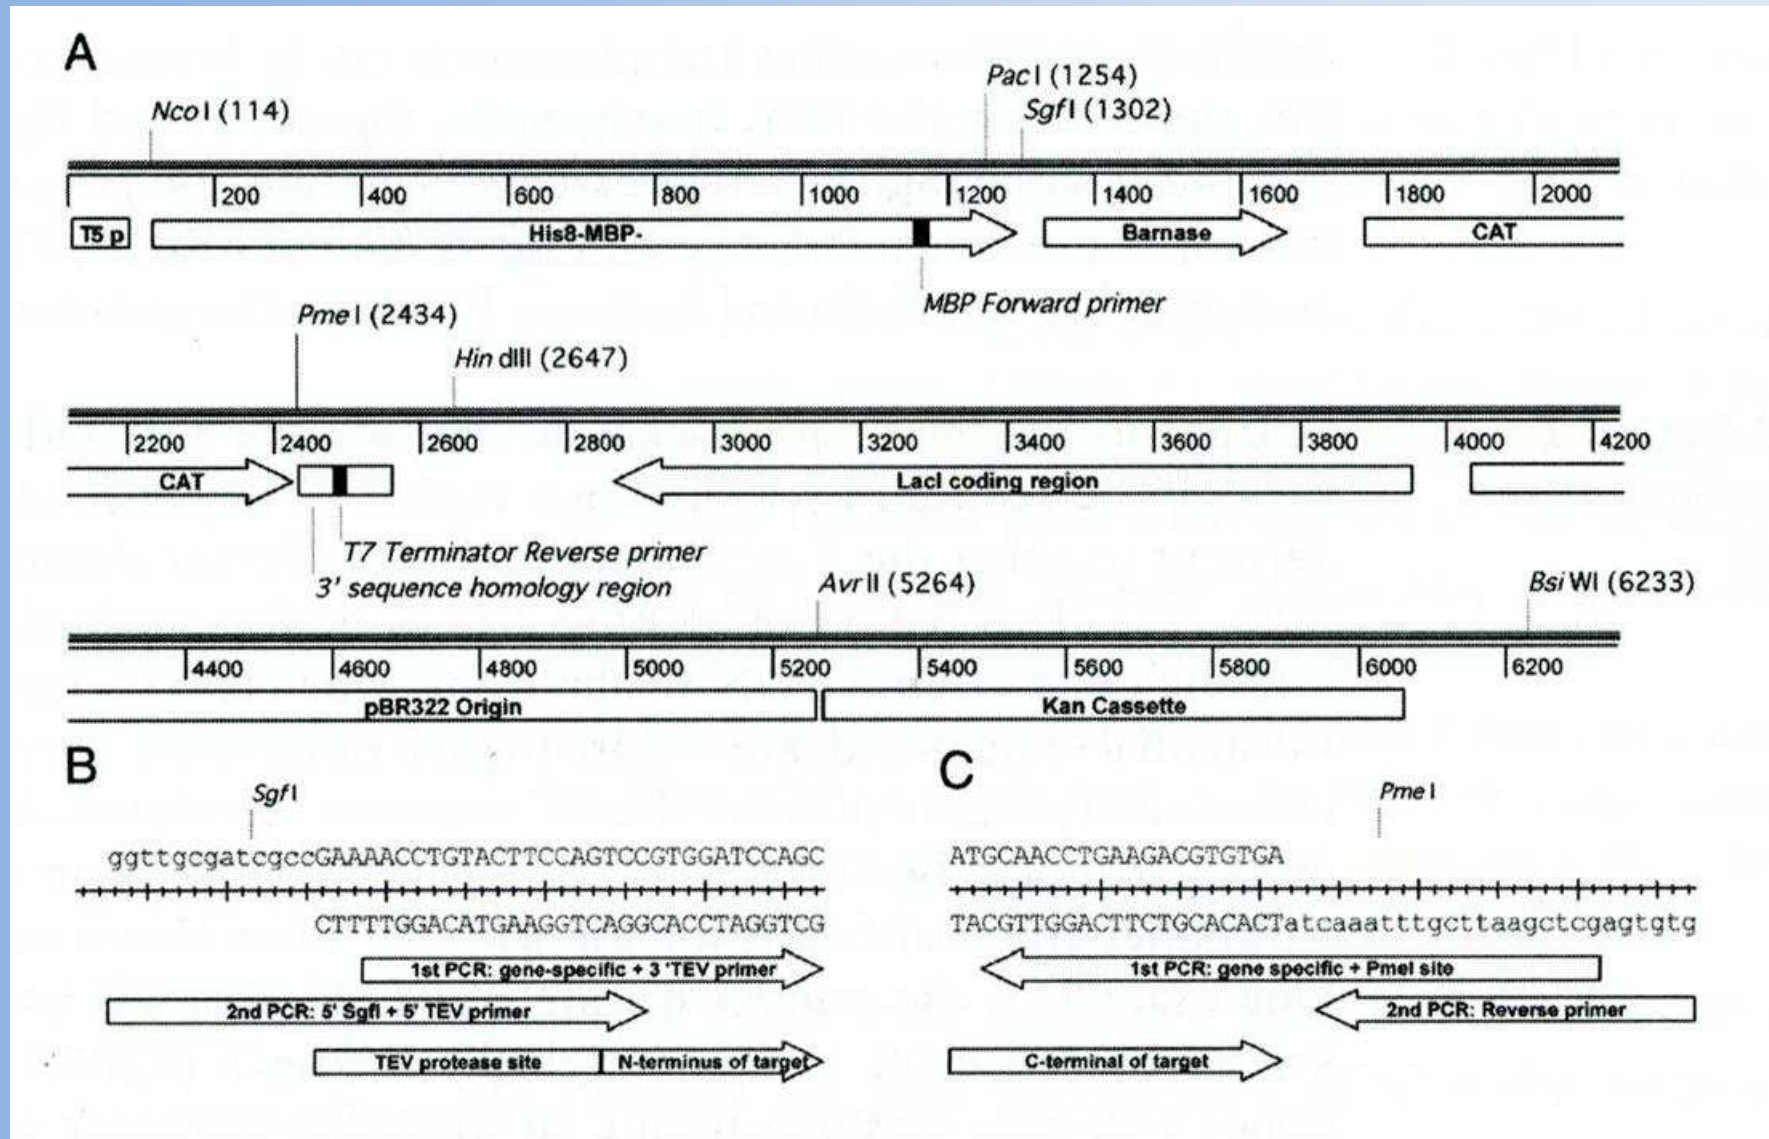 A
PacI (1254)
NcoI (114)
SgfI (1302)
200 400 600 800 1000 1200 1400 1600 1800 2000
T5 p His8-MBP- Barnase CAT
MBP Forward primer
PmeI (2434)
Hin dIII (2647)
2200 2400 2600 2800 3000 3200 3400 3600 3800 4000 4200
CAT LacI coding region
T7 Terminator Reverse primer
3' sequence homology region
AvrII (5264) BsiWI (6233)
4400 4600 4800 5000 5200 5400 5600 5800 6000 6200
pBR322 Origin Kan Cassette
B
SgfI
ggttgcgatcgccGAAAACCTGTACTTCCAGTCCGTGGATCCAGC
CTTTTGGACATGAAGGTCAGGCACCTAGGTCG
1st PCR: gene-specific + 3 'TEV primer
2nd PCR: 5' SgfI + 5' TEV primer
TEV protease site N-terminus of target
C
PmeI
ATGCAACCTGAAGACGTGTGA
TACGTTGGACTTCTGCACACTatcaaatttgcttaagctcgagtgtg
1st PCR: gene specific + PmeI site
2nd PCR: Reverse primer
C-terminal of target